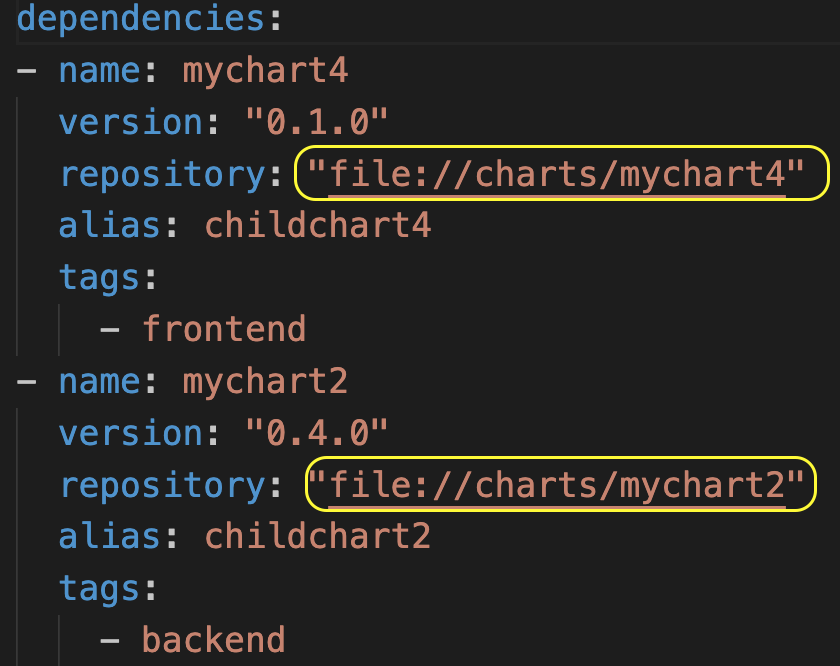 dependencies:
- name: mychart4
  version: "0.1.0"
  repository: "file://charts/mychart4"
  alias: childchart4
  tags:
    - frontend
- name: mychart2
  version: "0.4.0"
  repository: "file://charts/mychart2"
  alias: childchart2
  tags:
    - backend